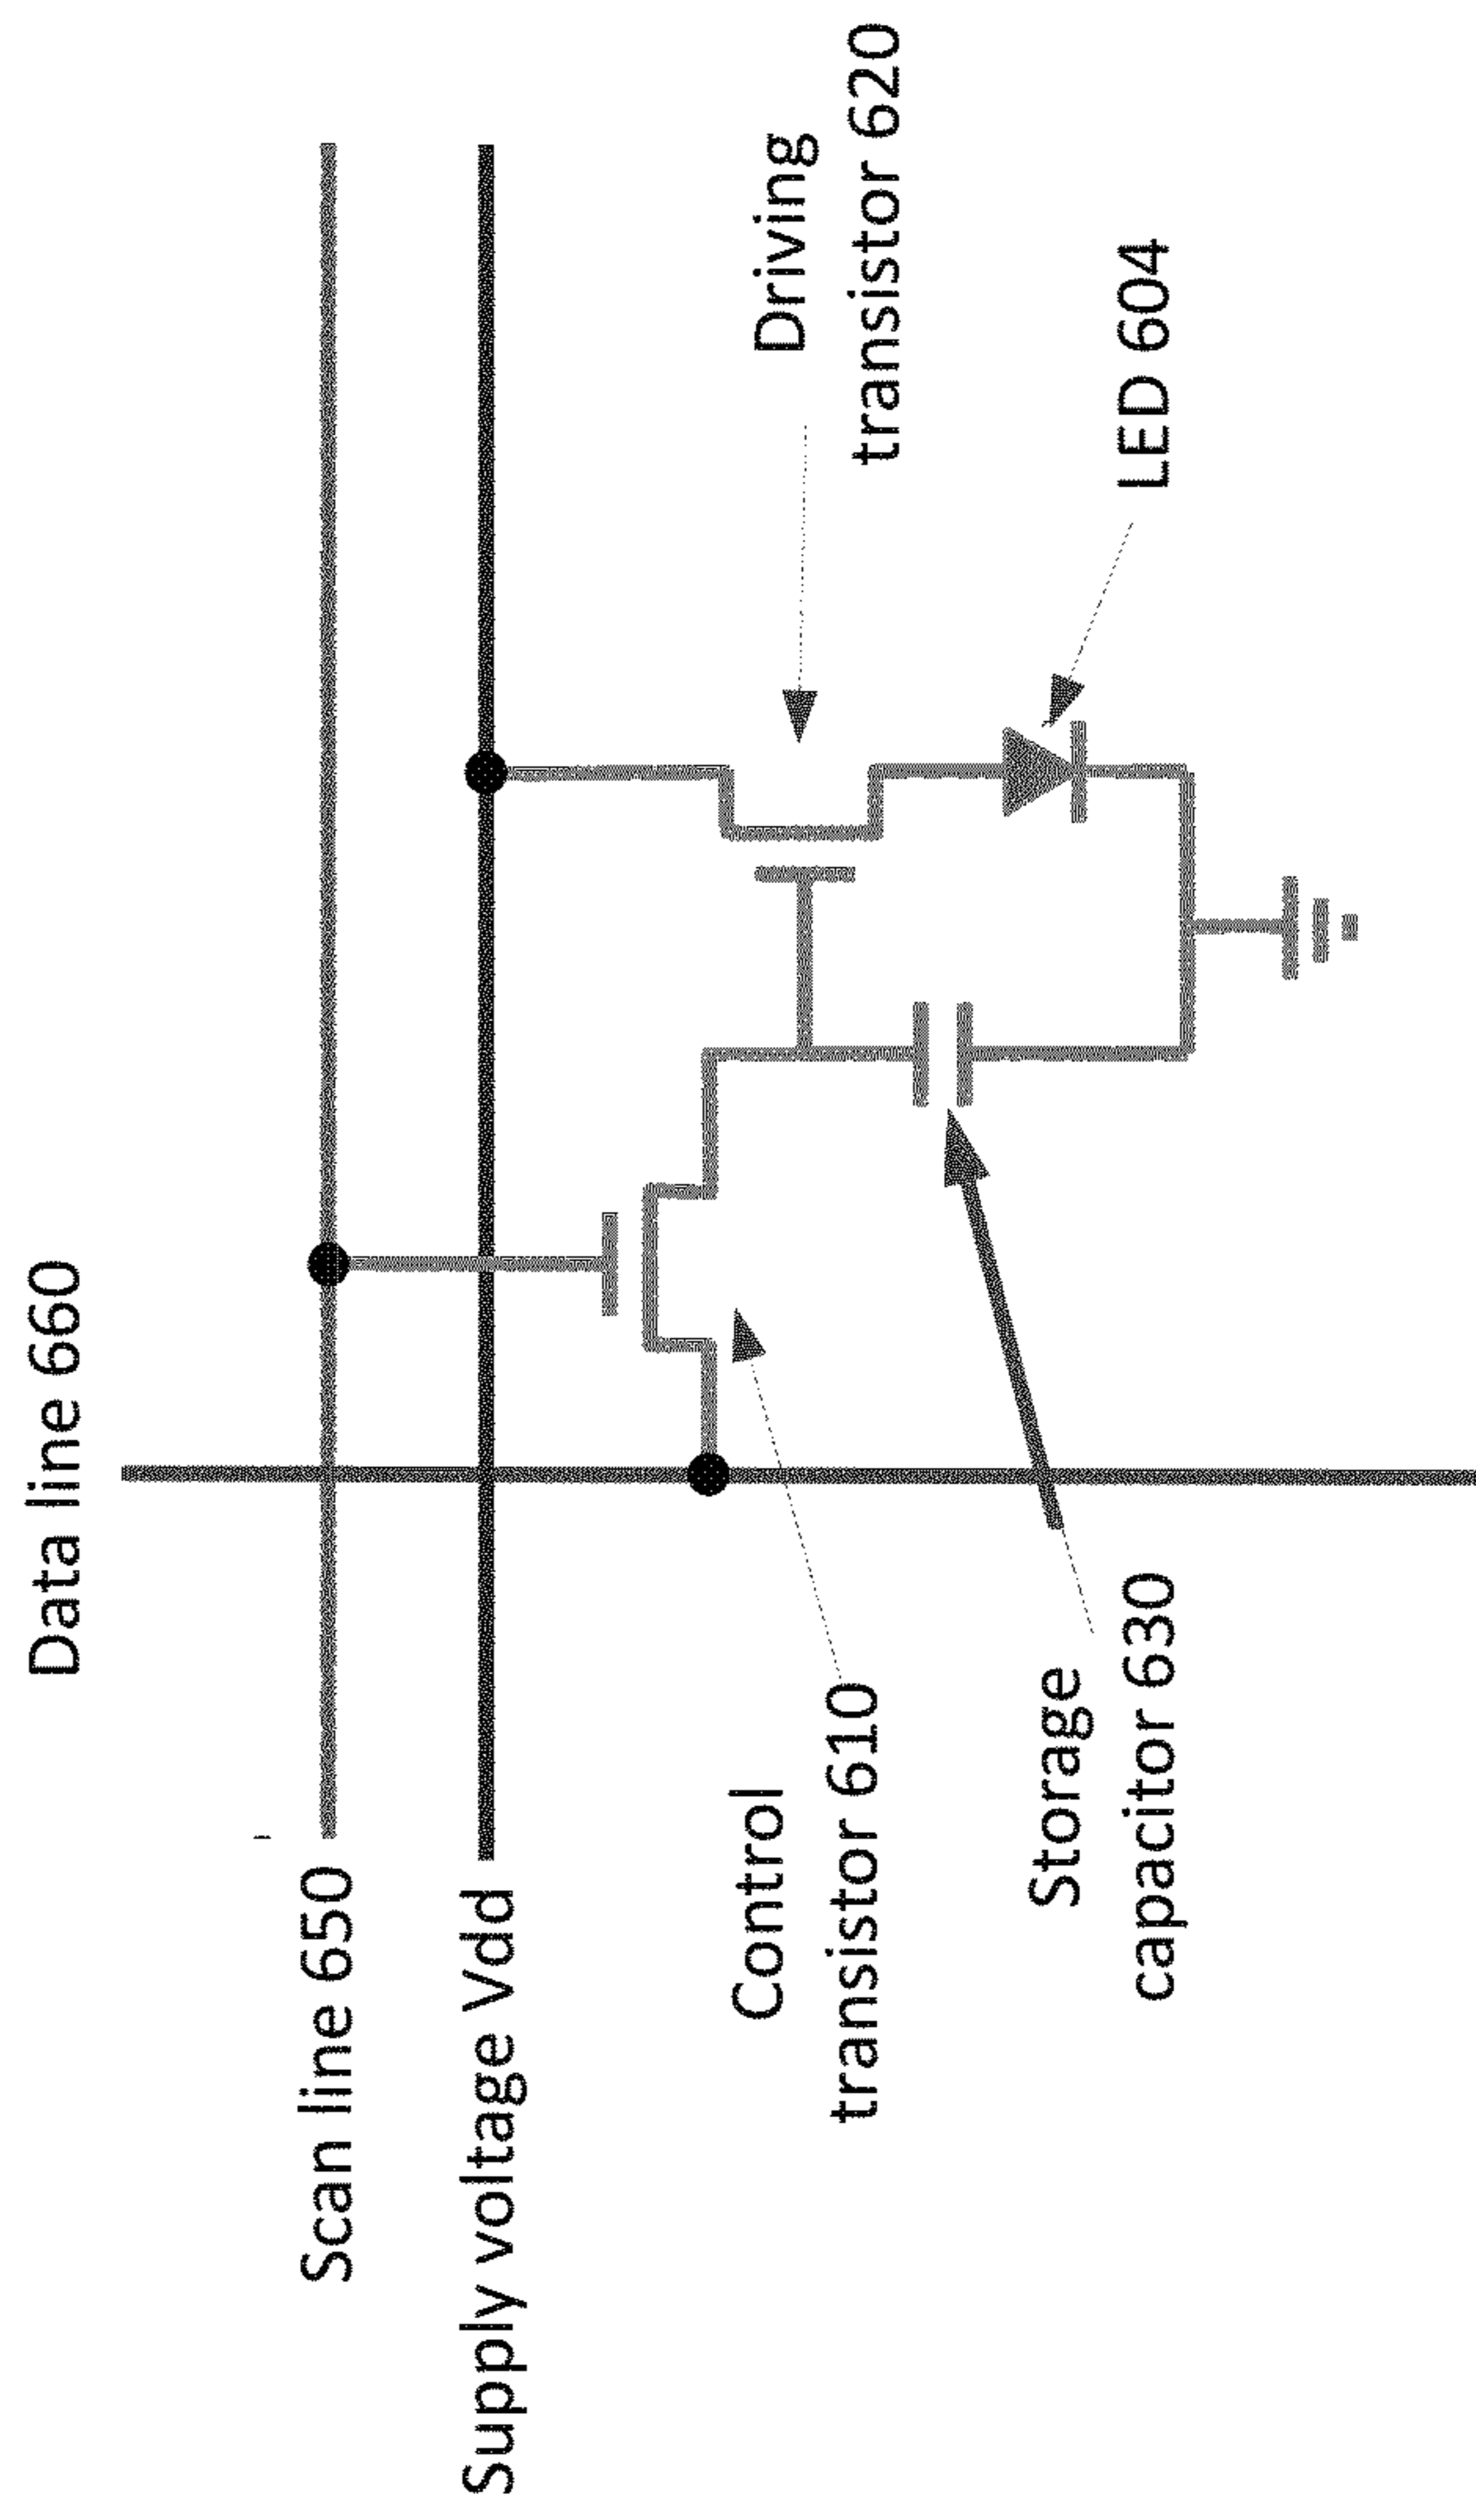 Data line 660
Scan line 650
Supply voltage Vdd
Control
transistor 610
Storage
capacitor 630
Driving
transistor 620
LED 604